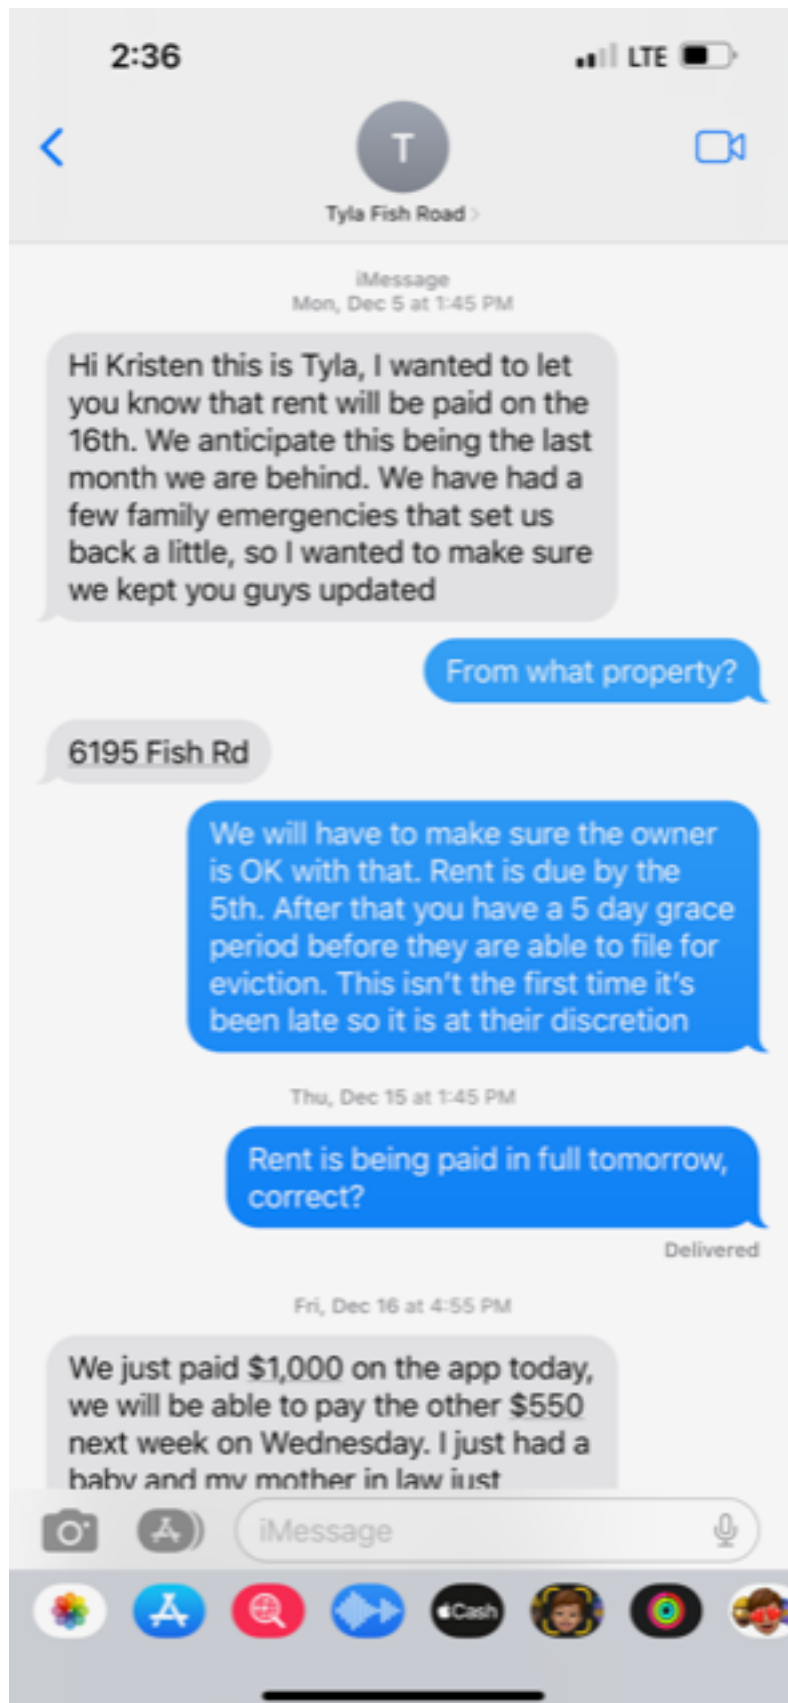 2:36
LTE
T
Tyla Fish Road
iMessage
Mon, Dec 5 at 1:45 PM
Hi Kristen this is Tyla, I wanted to let
you know that rent will be paid on the
16th. We anticipate this being the last
month we are behind. We have had a
few family emergencies that set us
back a little, so I wanted to make sure
we kept you guys updated
From what property?
6195 Fish Rd
We will have to make sure the owner
is OK with that. Rent is due by the
5th. After that you have a 5 day grace
period before they are able to file for
eviction. This isn't the first time it's
been late so it is at their discretion
Thu, Dec 15 at 1:45 PM
Rent is being paid in full tomorrow,
correct?
Delivered
Fri, Dec 16 at 4:55 PM
We just paid $1,000 on the app today,
we will be able to pay the other $550
next week on Wednesday. I just had a
baby and my mother in law just
iMessage
Cash